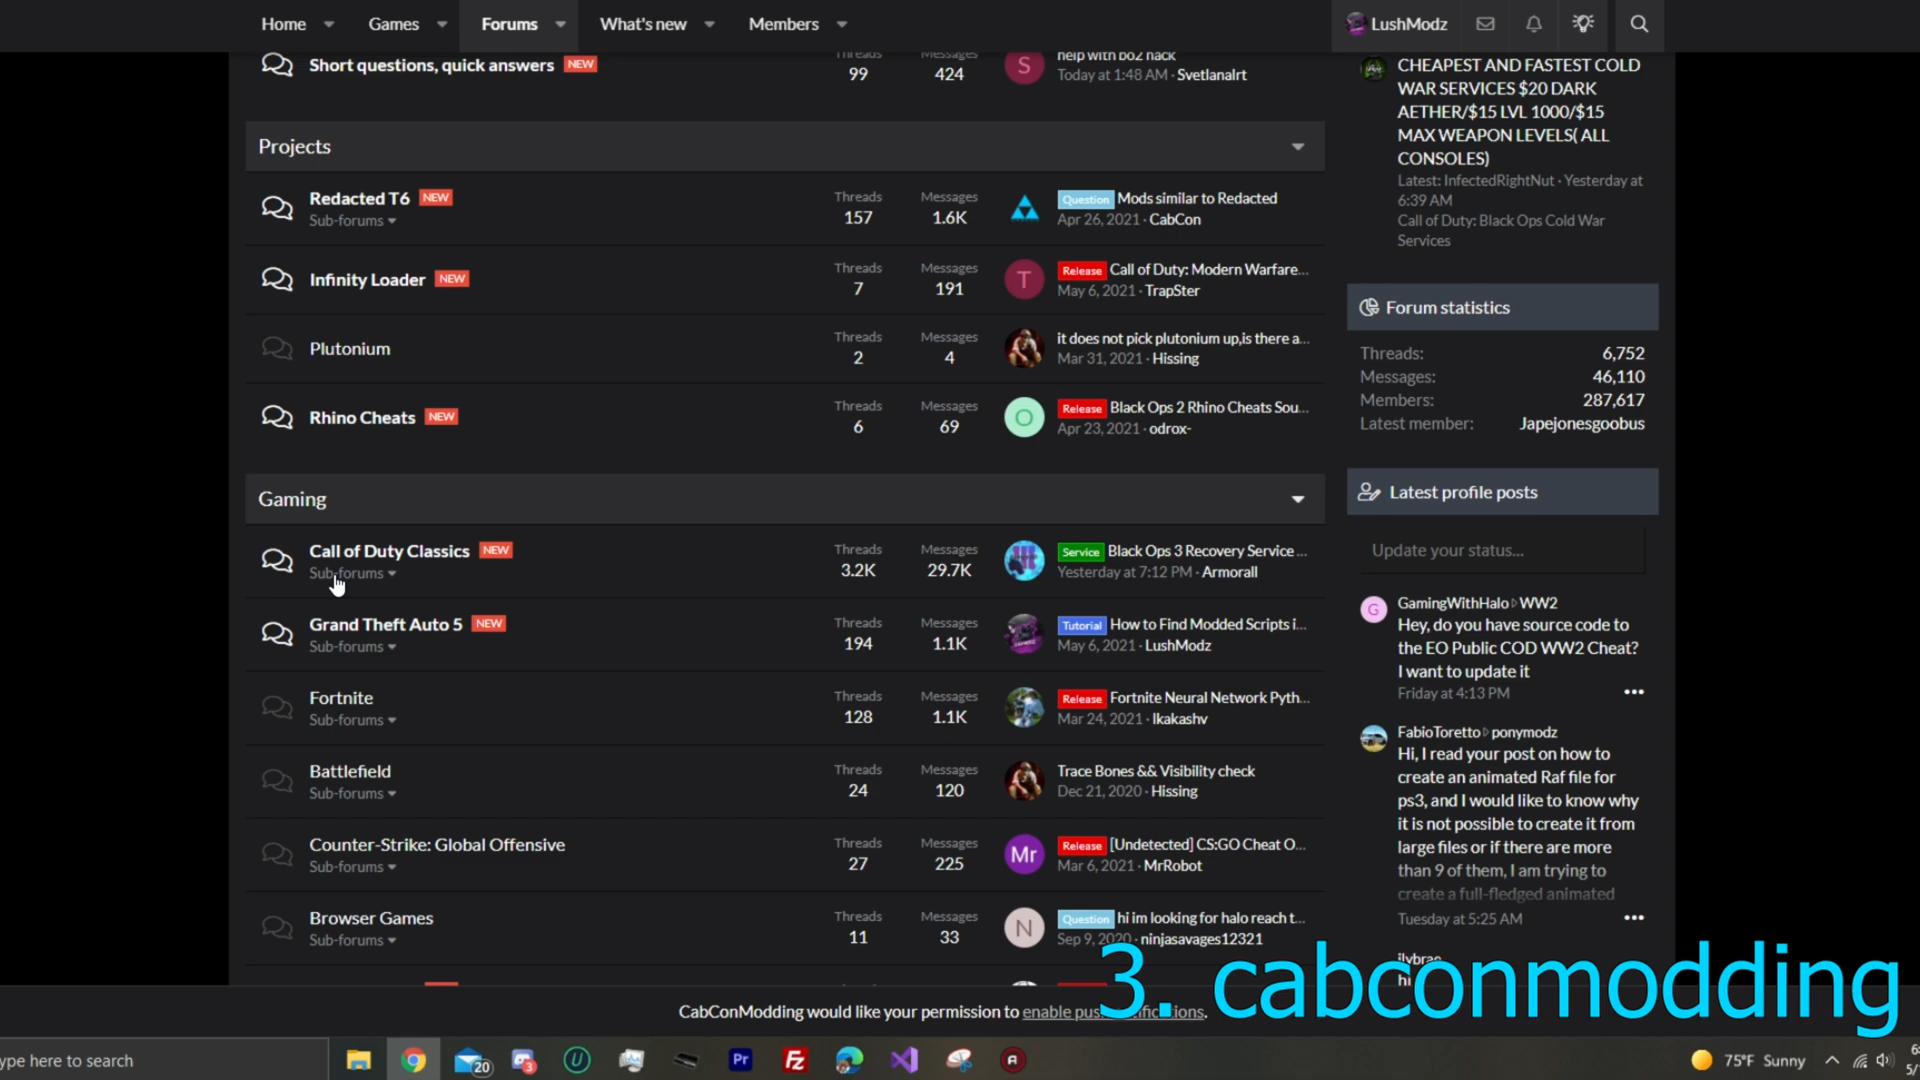 Home
Games
Forums
What's new
Members
LushModz
Short questions, quick answers NEW
Threads
99
Messages
424
S
help with bo2 hack
Today at 1:48 AM · SvetlanaIrt
Projects
Redacted T6 NEW
Sub-forums
Threads
157
Messages
1.6K
Question Mods similar to Redacted
Apr 26, 2021 · CabCon
Infinity Loader NEW
Threads
7
Messages
191
T
Release Call of Duty: Modern Warfare...
May 6, 2021 · TrapSter
Plutonium
Threads
2
Messages
4
it does not pick plutonium up,is there a...
Mar 31, 2021 · Hissing
Rhino Cheats NEW
Threads
6
Messages
69
O
Release Black Ops 2 Rhino Cheats Sou...
Apr 23, 2021 · odrox-
Gaming
Call of Duty Classics NEW
Sub-forums
Threads
3.2K
Messages
29.7K
Service Black Ops 3 Recovery Service ...
Yesterday at 7:12 PM · Armorall
Grand Theft Auto 5 NEW
Sub-forums
Threads
194
Messages
1.1K
Tutorial How to Find Modded Scripts i...
May 6, 2021 · LushModz
Fortnite
Sub-forums
Threads
128
Messages
1.1K
Release Fortnite Neural Network Pyth...
Mar 24, 2021 · Ikakashv
Battlefield
Sub-forums
Threads
24
Messages
120
Trace Bones && Visibility check
Dec 21, 2020 · Hissing
Counter-Strike: Global Offensive
Sub-forums
Threads
27
Messages
225
Mr
Release [Undetected] CS:GO Cheat O...
Mar 6, 2021 · MrRobot
Browser Games
Sub-forums
Threads
11
Messages
33
N
Question hi im looking for halo reach t...
Sep 9, 2020 · ninjasavages12321
CHEAPEST AND FASTEST COLD
WAR SERVICES $20 DARK
AETHER/$15 LVL 1000/$15
MAX WEAPON LEVELS( ALL
CONSOLES)
Latest: InfectedRightNut · Yesterday at
6:39 AM
Call of Duty: Black Ops Cold War
Services
Forum statistics
Threads: 6,752
Messages: 46,110
Members: 287,617
Latest member: Japejonesgoobus
Latest profile posts
Update your status...
G
GamingWithHalo WW2
Hey, do you have source code to
the EO Public COD WW2 Cheat?
I want to update it
Friday at 4:13 PM
FabioToretto ponymodz
Hi, I read your post on how to
create an animated Raf file for
ps3, and I would like to know why
it is not possible to create it from
large files or if there are more
than 9 of them, I am trying to
create a full-fledged animated
Tuesday at 5:25 AM
3. cabconmodding
CabConModding would like your permission to enable
ype here to search
20
3
Pr
Fz
75°F Sunny